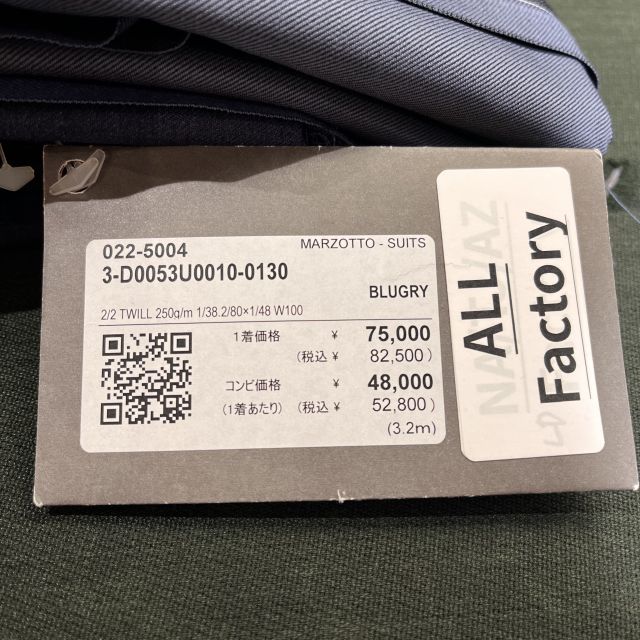 022-5004
MARZOTTO - SUITS
3-D0053U0010-0130
BLUGRY
2/2 TWILL 250g/m 1/38.2/80×1/48 W100
1着価格 ¥ 75,000
(税込 ¥ 82,500)
コンビ価格 ¥ 48,000
(1着あたり) (税込 ¥ 52,800)
(3.2m)
ALL
Factory